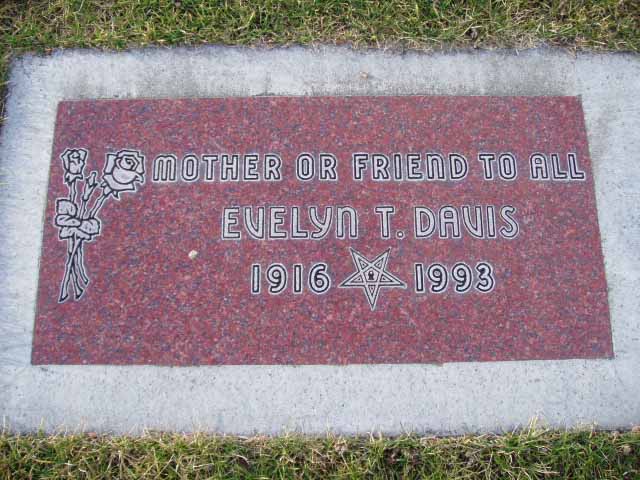 MOTHER OR FRIEND TO ALL
EVELYN T. DAVIS
1916 1993